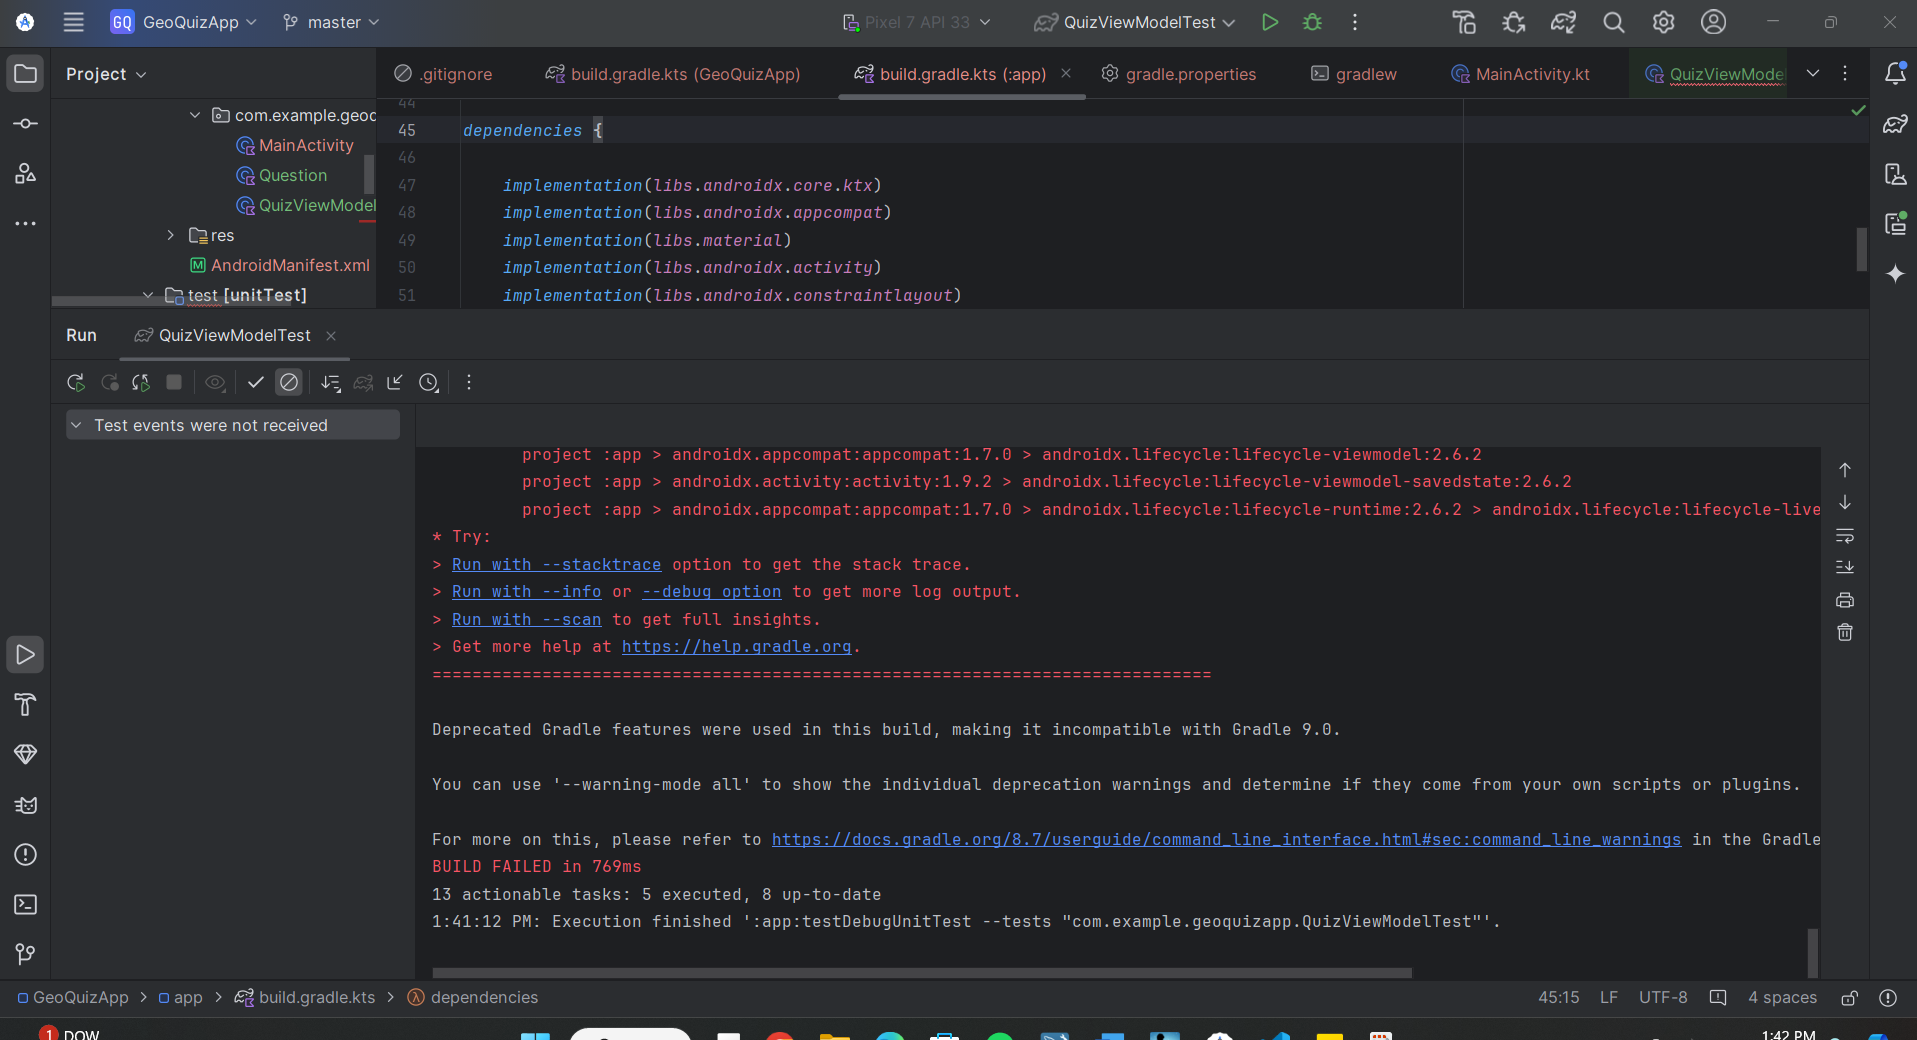 GQ GeoQuizApp master Pixel 7 API 33 QuizViewModelTest
Project
.gitignore build.gradle.kts (GeoQuizApp) build.gradle.kts (:app) gradle.properties gradlew MainActivity.kt QuizViewMode
com.example.geoc
MainActivity
Question
QuizViewModel
res
AndroidManifest.xml
test [unitTest]
44
45 dependencies {
46
47 implementation(libs.androidx.core.ktx)
48 implementation(libs.androidx.appcompat)
49 implementation(libs.material)
50 implementation(libs.androidx.activity)
51 implementation(libs.androidx.constraintlayout)
Run QuizViewModelTest
Test events were not received
project :app > androidx.appcompat:appcompat:1.7.0 > androidx.lifecycle:lifecycle-viewmodel:2.6.2
project :app > androidx.activity:activity:1.9.2 > androidx.lifecycle:lifecycle-viewmodel-savedstate:2.6.2
project :app > androidx.appcompat:appcompat:1.7.0 > androidx.lifecycle:lifecycle-runtime:2.6.2 > androidx.lifecycle:lifecycle-live
* Try:
> Run with --stacktrace option to get the stack trace.
> Run with --info or --debug option to get more log output.
> Run with --scan to get full insights.
> Get more help at https://help.gradle.org.
==============================================================================
Deprecated Gradle features were used in this build, making it incompatible with Gradle 9.0.
You can use '--warning-mode all' to show the individual deprecation warnings and determine if they come from your own scripts or plugins.
For more on this, please refer to https://docs.gradle.org/8.7/userguide/command_line_interface.html#sec:command_line_warnings in the Gradle
BUILD FAILED in 769ms
13 actionable tasks: 5 executed, 8 up-to-date
1:41:12 PM: Execution finished ':app:testDebugUnitTest --tests "com.example.geoquizapp.QuizViewModelTest"'.
GeoQuizApp > app > build.gradle.kts > dependencies 45:15 LF UTF-8 4 spaces
1 DOW 1:42 PM